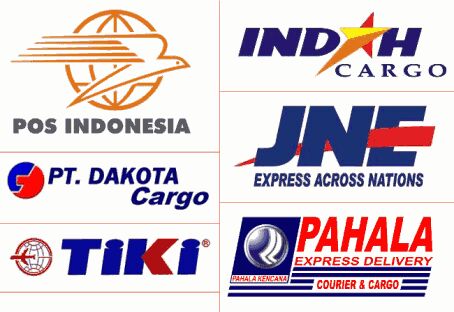 POS INDONESIA
PT. DAKOTA
Cargo
TiKi®
INDAH
CARGO
JNE
EXPRESS ACROSS NATIONS
PAHALA
EXPRESS DELIVERY
PAHALA KENCANA
COURIER & CARGO